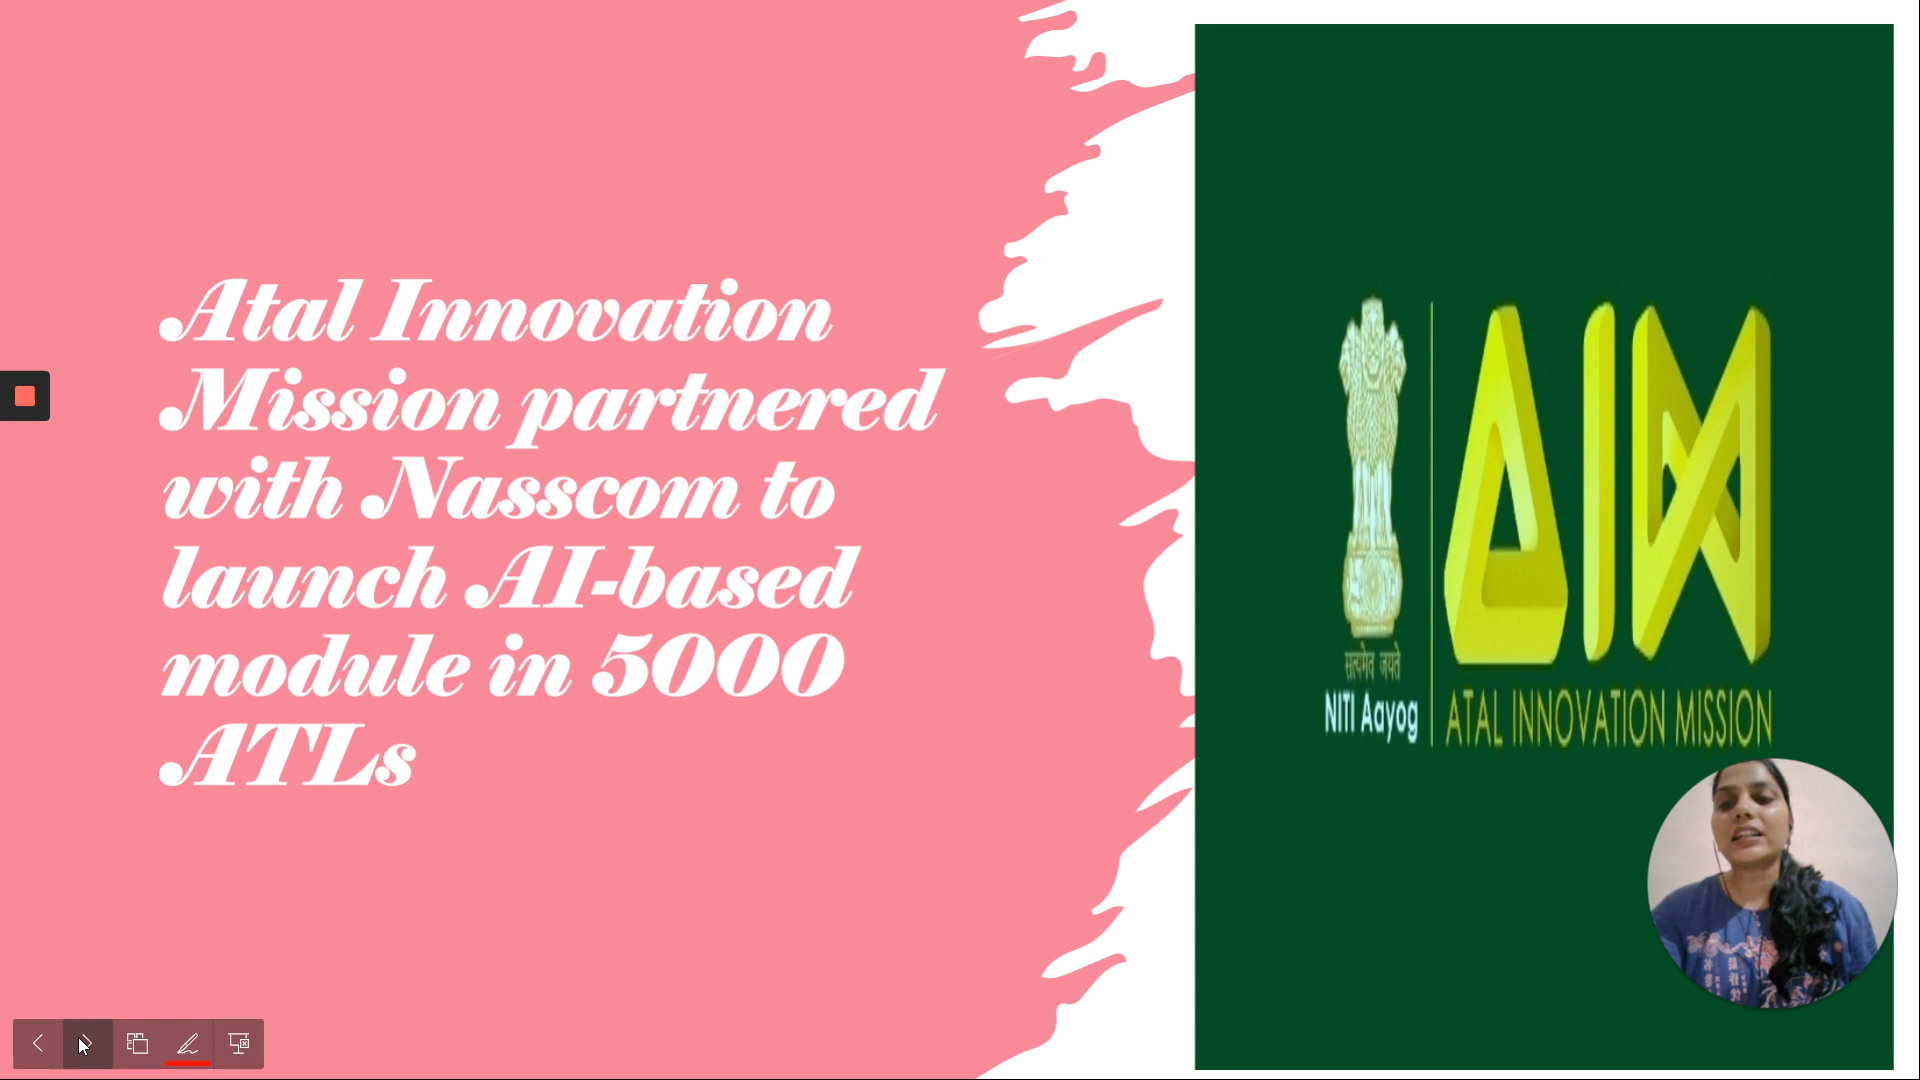 Atal Innovation
Mission partnered
with Nasscom to
launch AI-based
module in 5000
ATLs
AIM
सत्यमेव जयते
NITI Aayog
ATAL INNOVATION MISSION